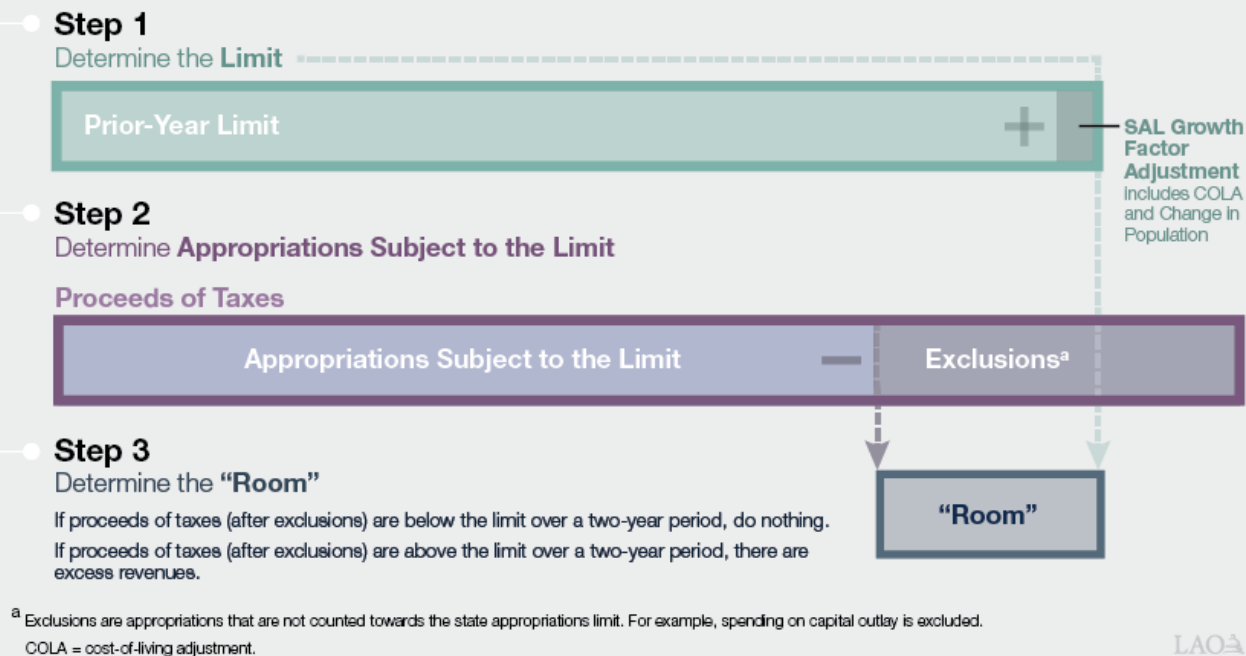 Step 1
Determine the Limit
Prior-Year Limit
+
SAL Growth
Factor
Adjustment
includes COLA
and Change in
Population
Step 2
Determine Appropriations Subject to the Limit
Proceeds of Taxes
Appropriations Subject to the Limit
—
Exclusionsᵃ
Step 3
Determine the “Room”
If proceeds of taxes (after exclusions) are below the limit over a two-year period, do nothing.
If proceeds of taxes (after exclusions) are above the limit over a two-year period, there are
excess revenues.
“Room”
ᵃ Exclusions are appropriations that are not counted towards the state appropriations limit. For example, spending on capital outlay is excluded.
COLA = cost-of-living adjustment.
LAO